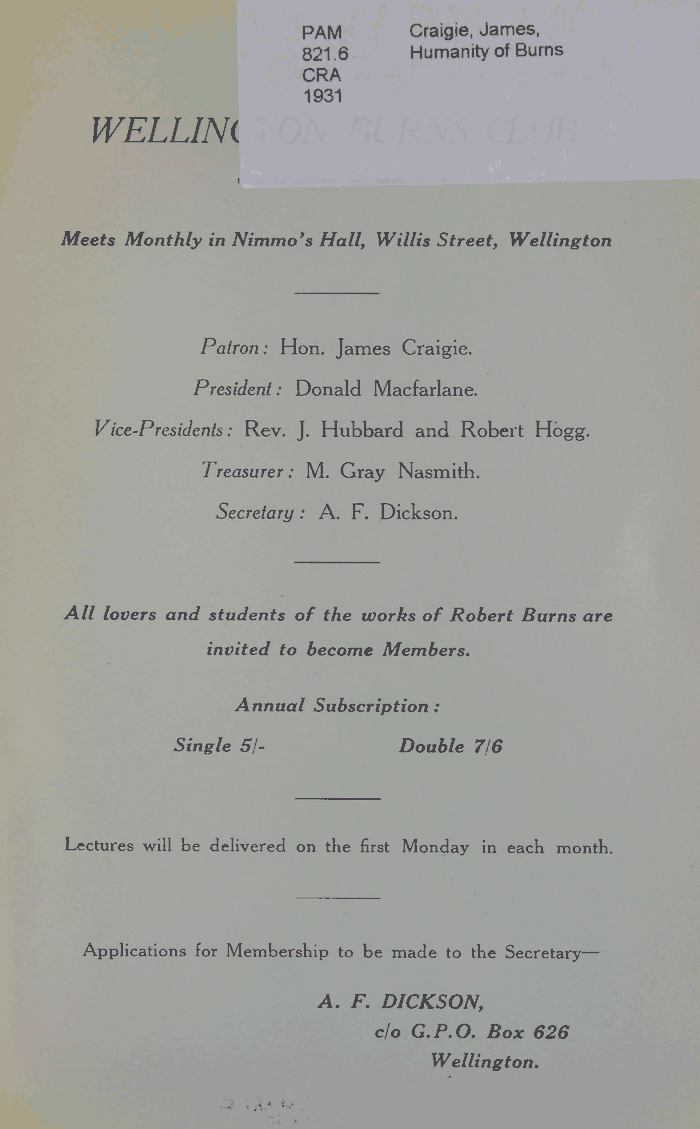 PAM Craigie, James,
821.6 Humanity of Burns
CRA
1931
WELLINGTON BURNS CLUB
Meets Monthly in Nimmo's Hall, Willis Street, Wellington
Patron: Hon. James Craigie.
President: Donald Macfarlane.
Vice-Presidents: Rev. J. Hubbard and Robert Hogg.
Treasurer: M. Gray Nasmith.
Secretary: A. F. Dickson.
All lovers and students of the works of Robert Burns are
invited to become Members.
Annual Subscription:
Single 5/- Double 7/6
Lectures will be delivered on the first Monday in each month.
Applications for Membership to be made to the Secretary—
A. F. DICKSON,
c/o G.P.O. Box 626
Wellington.